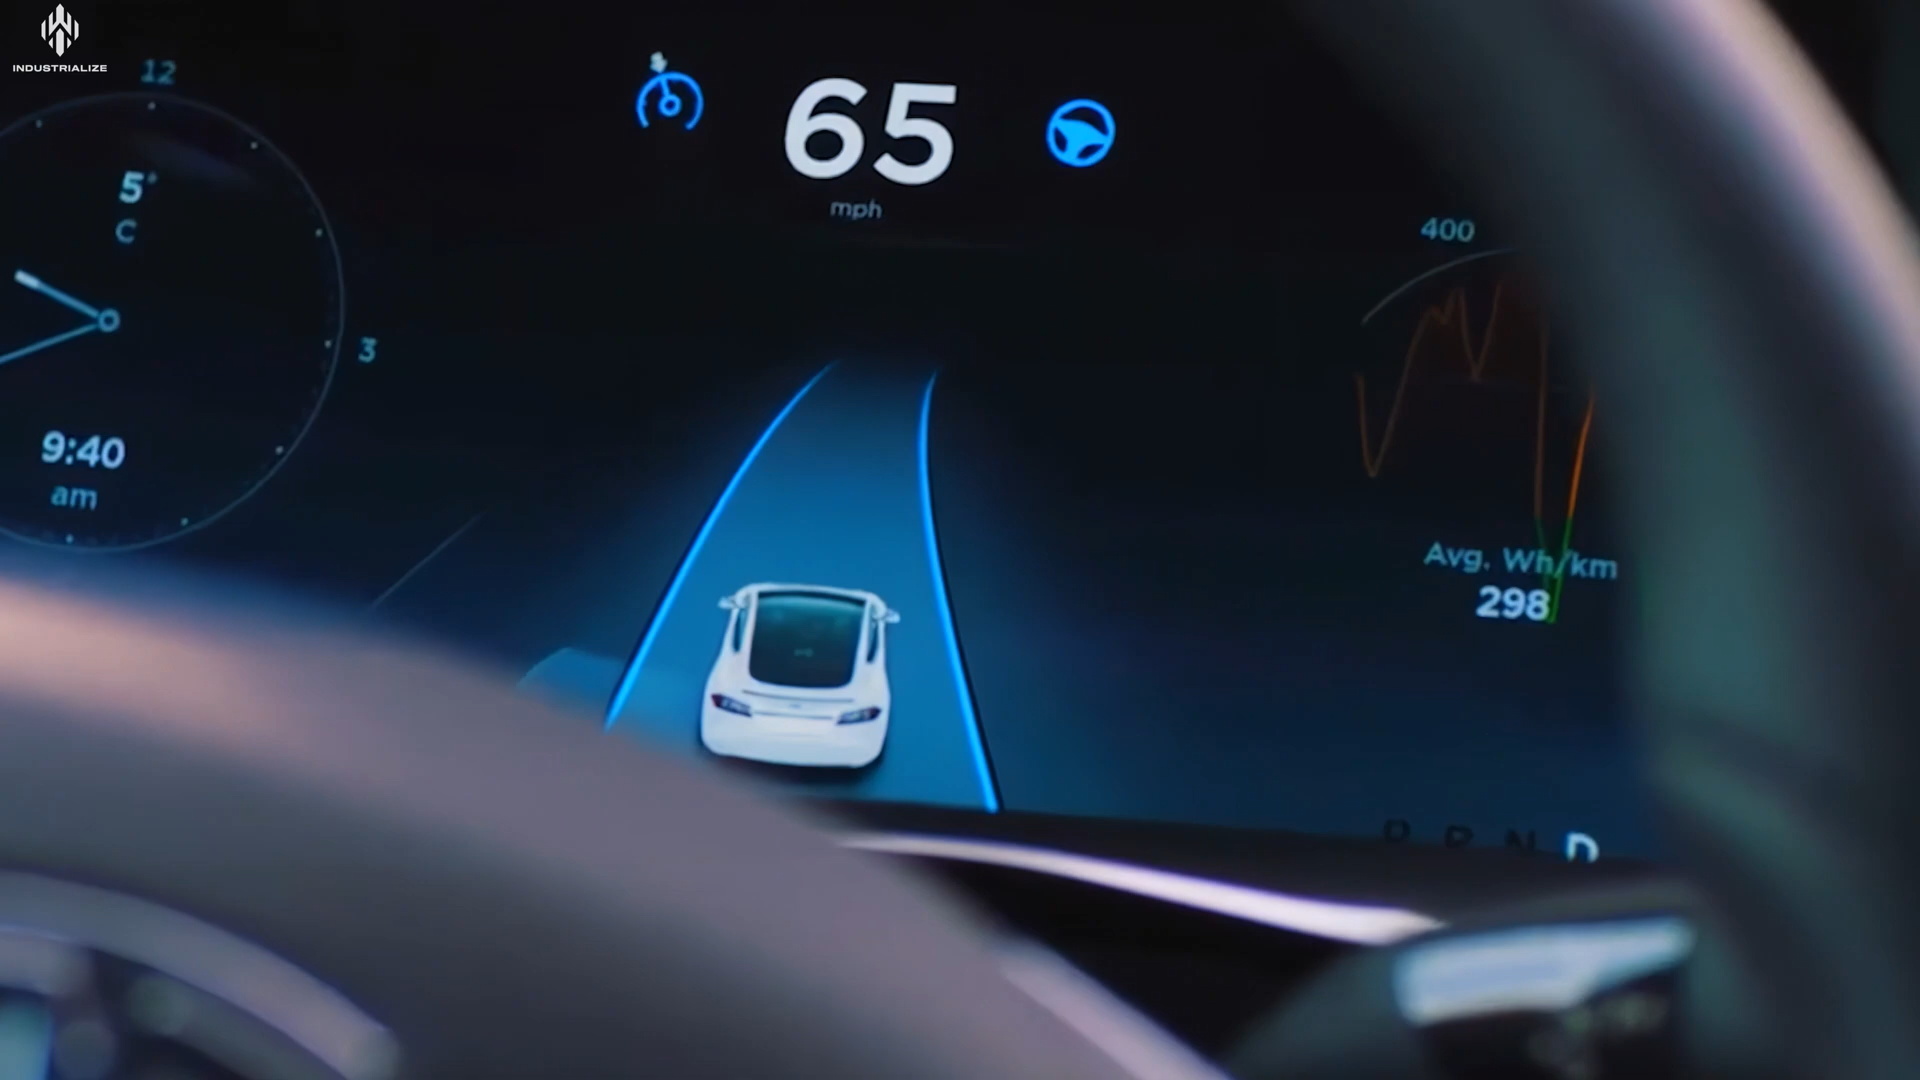 INDUSTRIALIZE
12
5°
C
3
9:40
am
65
mph
400
Avg. Wh/km
298
P R N D